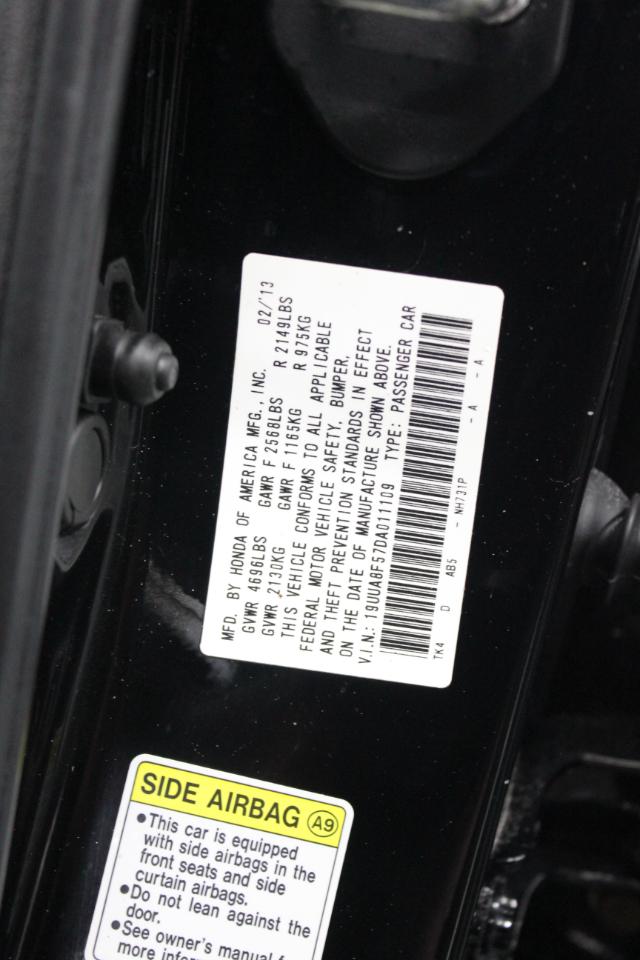 MFD. BY HONDA OF AMERICA MFG., INC. 02/'13
GVWR 4696LBS GAWR F 2568LBS R 2149LBS
GVWR 2130KG GAWR F 1165KG R 975KG
THIS VEHICLE CONFORMS TO ALL APPLICABLE
FEDERAL MOTOR VEHICLE SAFETY, BUMPER,
AND THEFT PREVENTION STANDARDS IN EFFECT
ON THE DATE OF MANUFACTURE SHOWN ABOVE.
V.I.N.: 19UUA8F57DA011109 TYPE: PASSENGER CAR
TK4 D AB5 - NH731P - A - A
SIDE AIRBAG A9
●This car is equipped
with side airbags in the
front seats and side
curtain airbags.
●Do not lean against the
door.
●See owner's manual
more